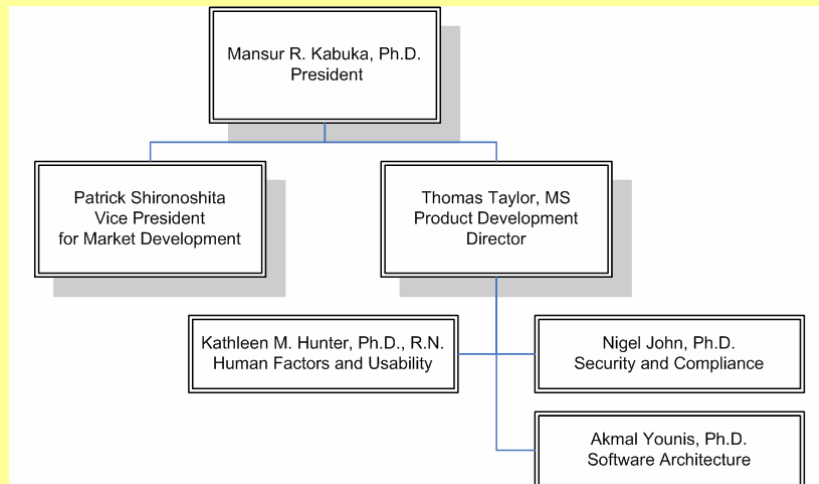 Mansur R. Kabuka, Ph.D.
President
Patrick Shironoshita
Vice President
for Market Development
Thomas Taylor, MS
Product Development
Director
Kathleen M. Hunter, Ph.D., R.N.
Human Factors and Usability
Nigel John, Ph.D.
Security and Compliance
Akmal Younis, Ph.D.
Software Architecture